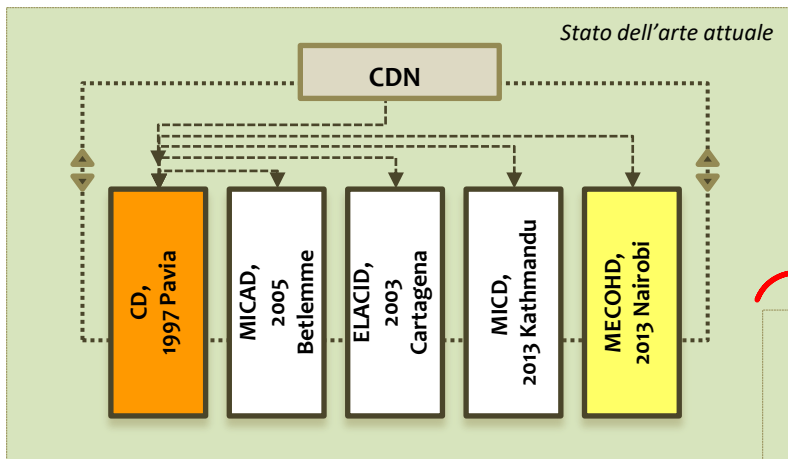 Stato dell’arte attuale
CDN
CD,
1997 Pavia
MICAD,
2005
Betlemme
ELACID,
2003
Cartagena
MICD,
2013 Kathmandu
MECOHD,
2013 Nairobi